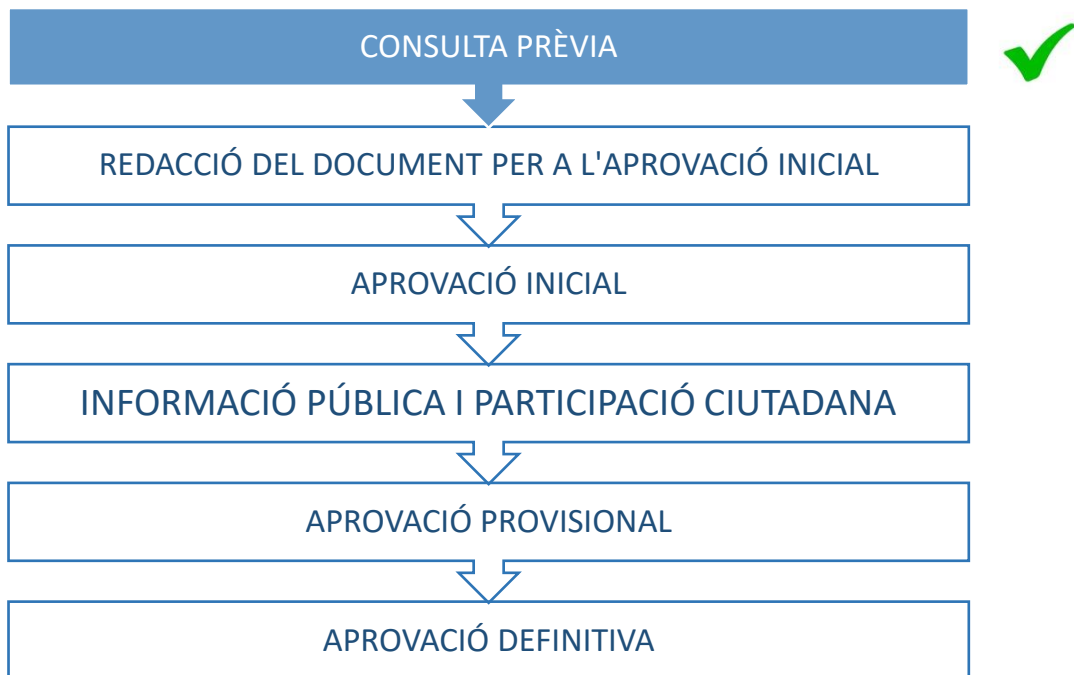 CONSULTA PRÈVIA
REDACCIÓ DEL DOCUMENT PER A L'APROVACIÓ INICIAL
APROVACIÓ INICIAL
INFORMACIÓ PÚBLICA I PARTICIPACIÓ CIUTADANA
APROVACIÓ PROVISIONAL
APROVACIÓ DEFINITIVA